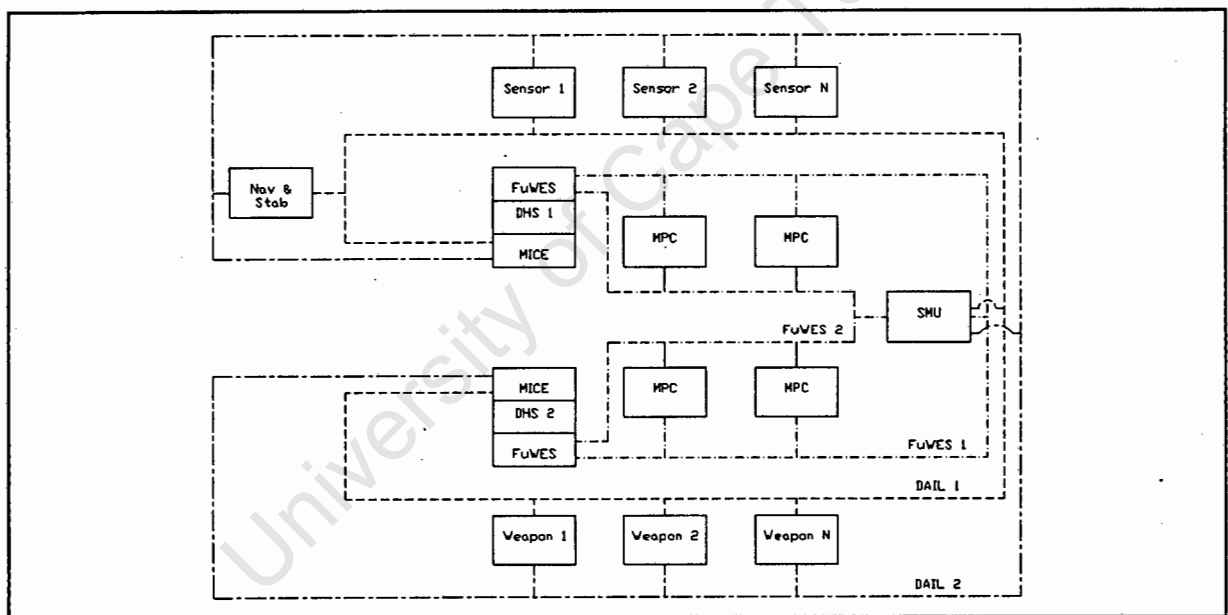 Sensor 1
Sensor 2
Sensor N
Nav &
Stab
FuWES
DHS 1
MICE
MPC
MPC
SMU
FuWES 2
MICE
DHS 2
FuWES
MPC
MPC
FuWES 1
DAIL 1
Weapon 1
Weapon 2
Weapon N
DAIL 2
University of Cape To